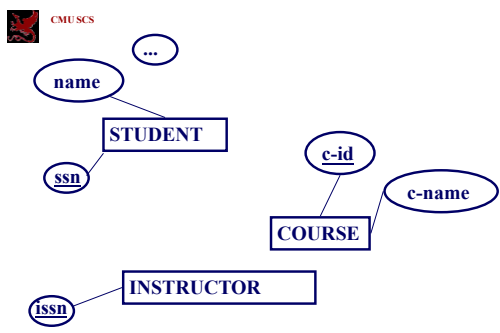 CMU SCS
...
name
STUDENT
ssn
c-id
c-name
COURSE
INSTRUCTOR
issn